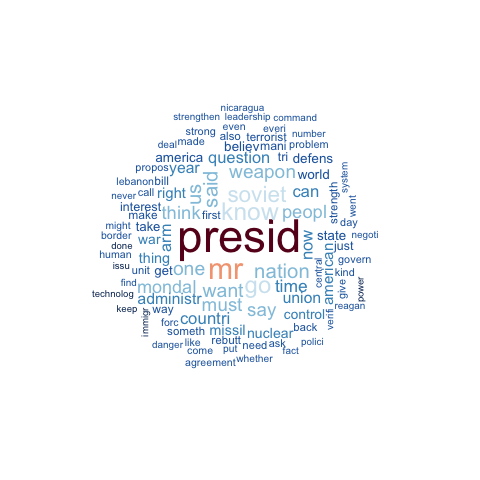 nicaragua
strengthen leadership command
even everi
strong also terrorist number
deal made believ mani problem
america question tri defens
propos year weapon world
lebanon bill said system
never call right us soviet can
interest think first know peopl strength went
might make day
border take presid now state negoti
done war arm just
human thing mr central govern
issu unit get one nation american kind
technolog find mondal want go time give power
administr union reagan
keep way must say control verifi
immigr forc countri missil nuclear back
someth
danger like rebutt need ask polici
come put fact
agreement whether